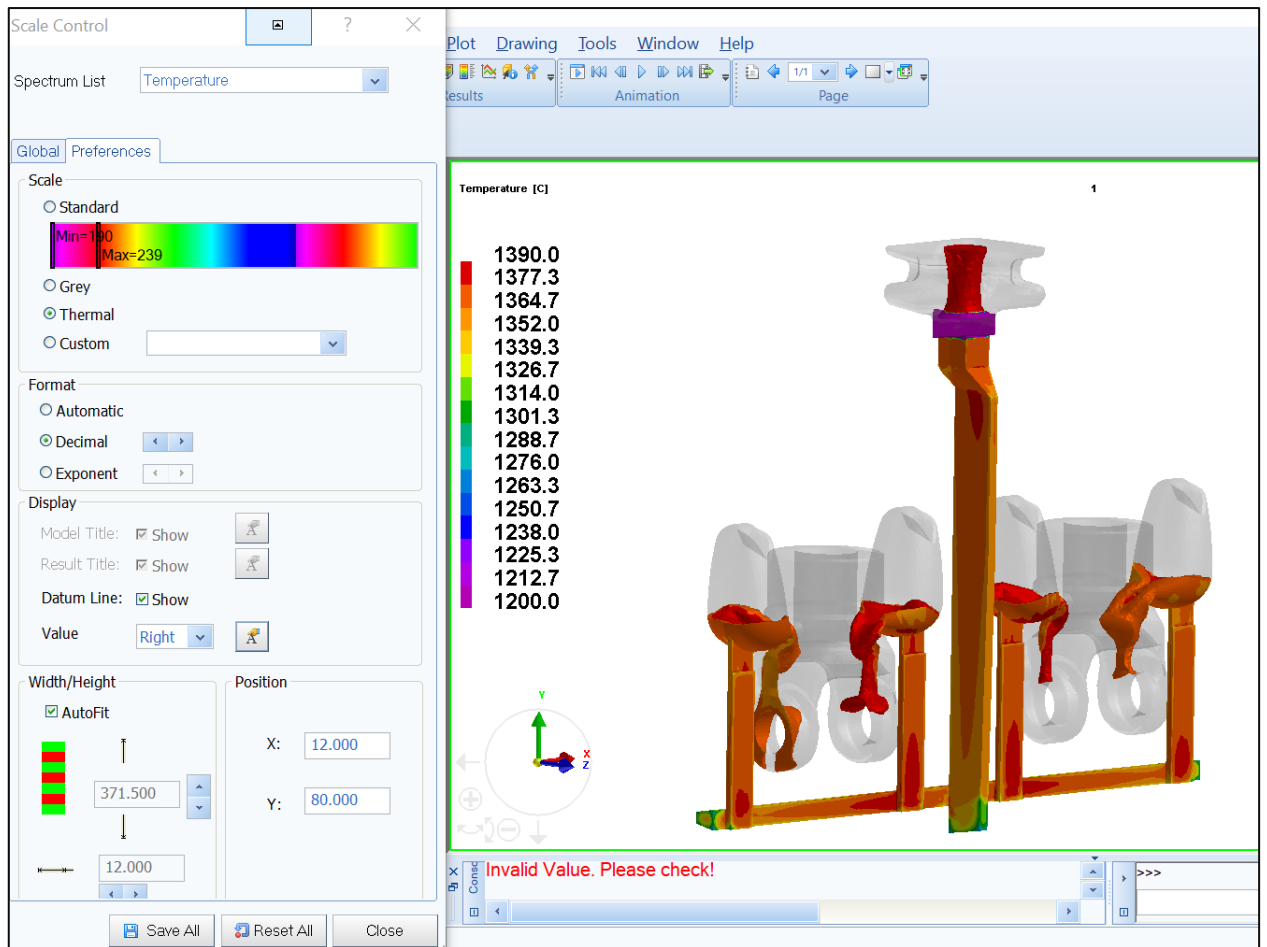 Scale Control
?
Spectrum List
Temperature
Global
Preferences
Scale
Standard
Min=190
Max=239
Grey
Thermal
Custom
Format
Automatic
Decimal
Exponent
Display
Model Title:
Show
Result Title:
Show
Datum Line:
Show
Value
Right
Width/Height
AutoFit
371.500
12.000
Position
X:
12.000
Y:
80.000
Save All
Reset All
Close
Plot Drawing Tools Window Help
1/1
Results
Animation
Page
Temperature [C]
1
1390.0
1377.3
1364.7
1352.0
1339.3
1326.7
1314.0
1301.3
1288.7
1276.0
1263.3
1250.7
1238.0
1225.3
1212.7
1200.0
Y
X
Z
Invalid Value. Please check!
>>>